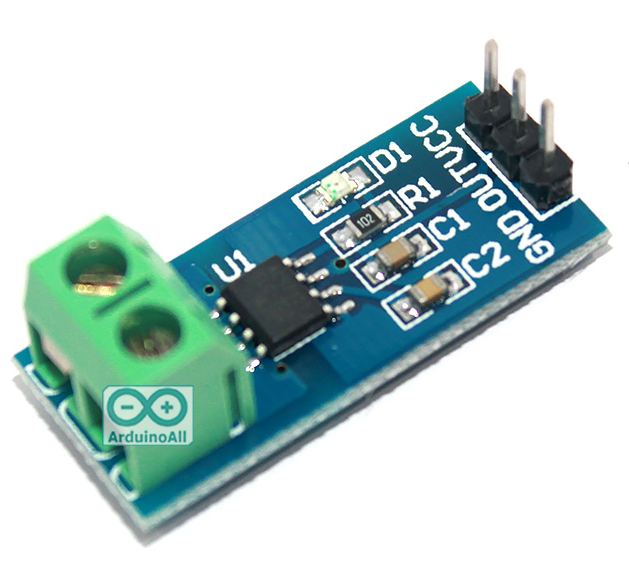 VCC
OUT
GND
D1
R1
102
C1
C2
U1
ArduinoAll